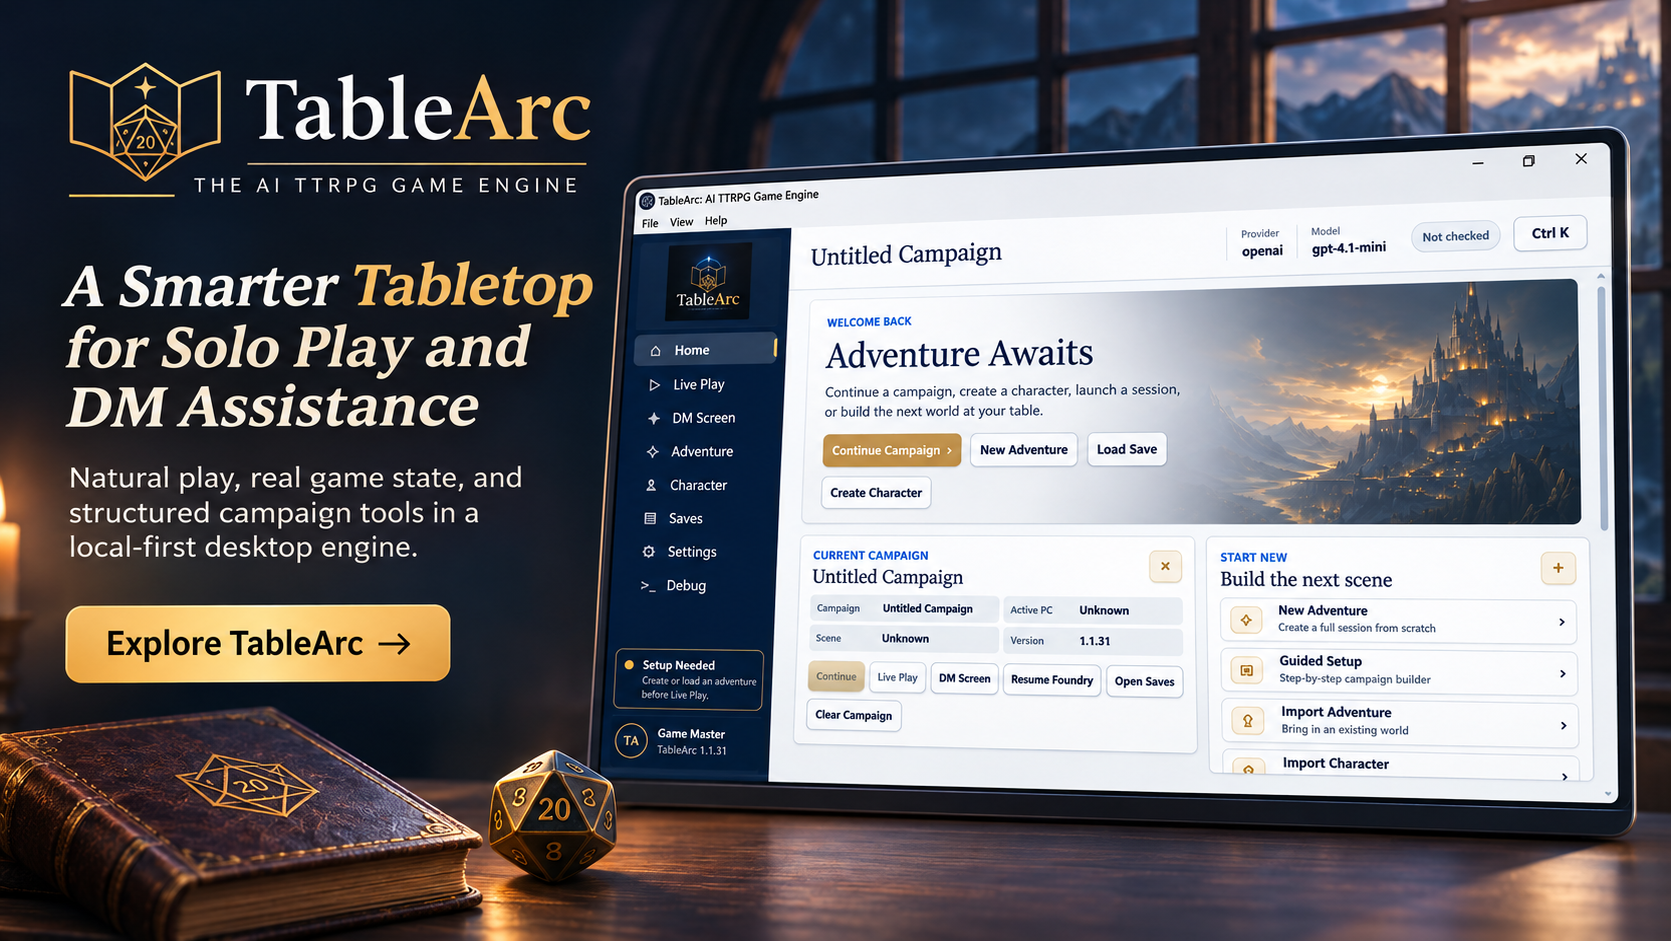 20
TableArc
THE AI TTRPG GAME ENGINE
A Smarter Tabletop
for Solo Play and
DM Assistance
Natural play, real game state, and
structured campaign tools in a
local-first desktop engine.
Explore TableArc →
TableArc: AI TTRPG Game Engine
File View Help
TableArc
Home
Live Play
DM Screen
Adventure
Character
Saves
Settings
>_ Debug
Setup Needed
Create or load an adventure
before Live Play.
TA
Game Master
TableArc 1.1.31
Untitled Campaign
Provider
openai
Model
gpt-4.1-mini
Not checked
Ctrl K
WELCOME BACK
Adventure Awaits
Continue a campaign, create a character, launch a session,
or build the next world at your table.
Continue Campaign ›
New Adventure
Load Save
Create Character
CURRENT CAMPAIGN
Untitled Campaign
Campaign Untitled Campaign
Active PC Unknown
Scene Unknown
Version 1.1.31
Continue
Live Play
DM Screen
Resume Foundry
Open Saves
Clear Campaign
START NEW
Build the next scene
New Adventure
Create a full session from scratch
Guided Setup
Step-by-step campaign builder
Import Adventure
Bring in an existing world
Import Character
20
20
8